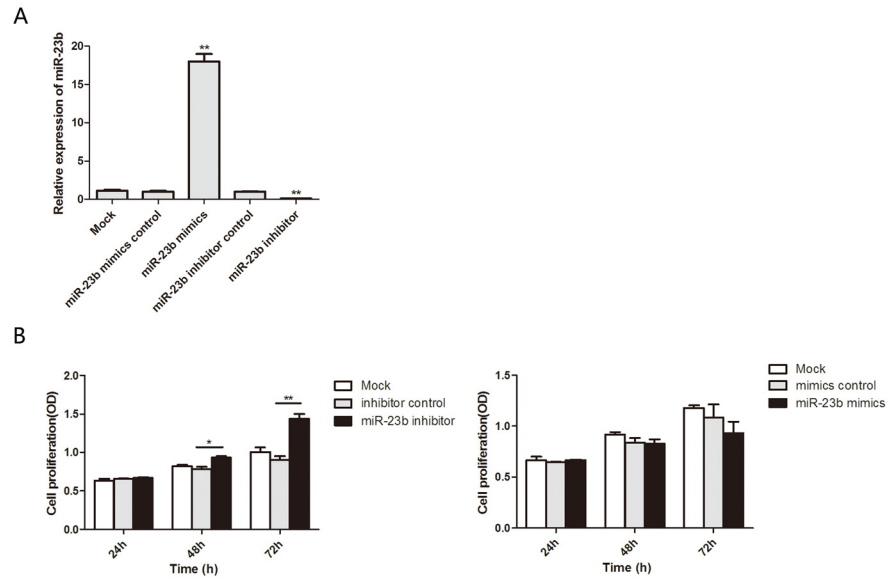 A
Relative expression of miR-23b
20
15
10
5
0
**
**
Mock
miR-23b mimics control
miR-23b mimics
miR-23b inhibitor control
miR-23b inhibitor
B
Cell proliferation(OD)
2.0
1.5
1.0
0.5
0.0
*
**
24h
48h
72h
Time (h)
Mock
inhibitor control
miR-23b inhibitor
Cell proliferation(OD)
1.5
1.0
0.5
0.0
24h
48h
72h
Time (h)
Mock
mimics control
miR-23b mimics